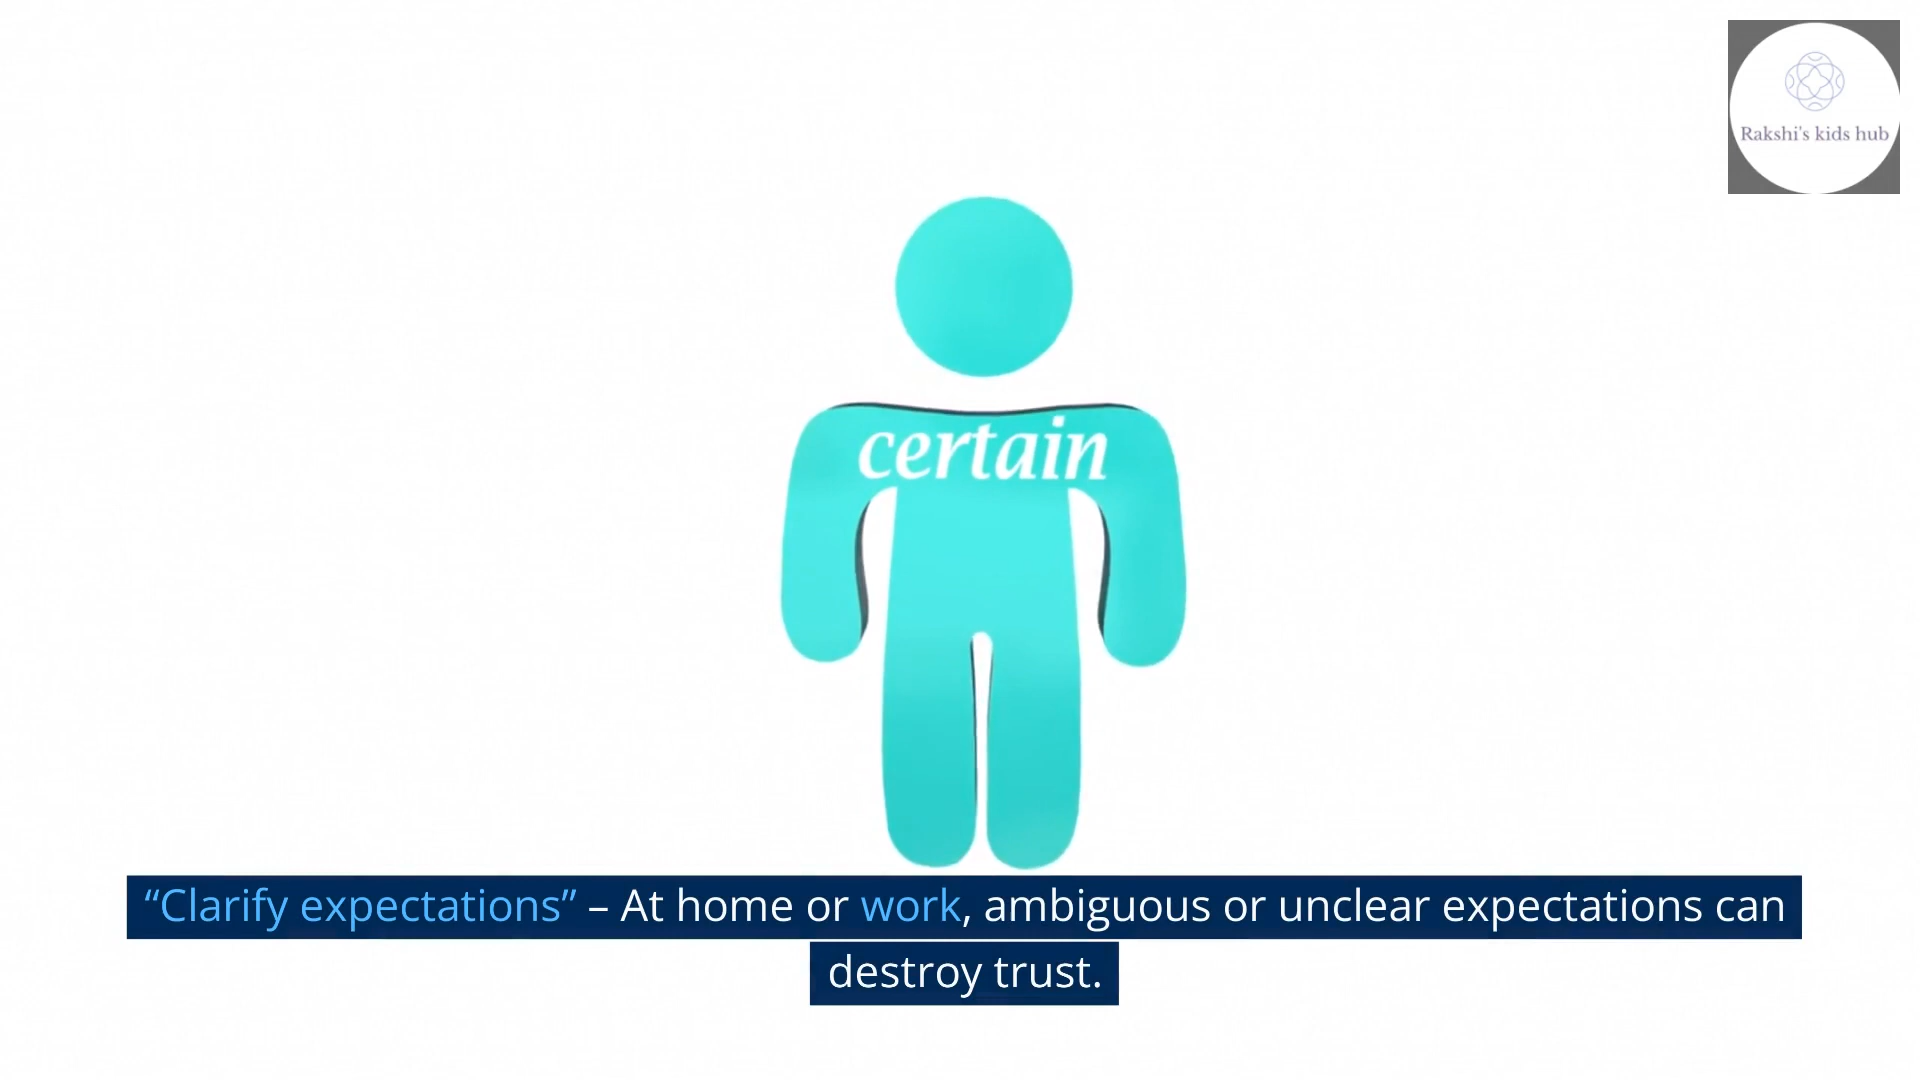 Rakshi's kids hub
certain
“Clarify expectations” – At home or work, ambiguous or unclear expectations can
destroy trust.